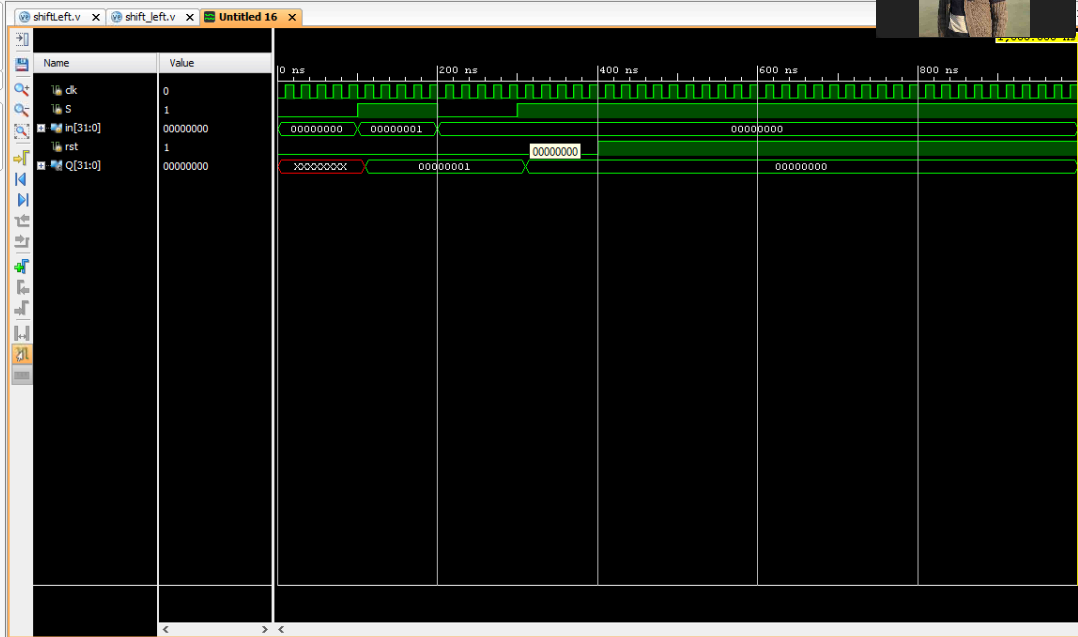 shiftLeft.v shift_left.v Untitled 16
Name Value
0 ns 200 ns 400 ns 600 ns 800 ns
clk 0
S 1
in[31:0] 00000000 00000000 00000001 00000000
rst 1
00000000
Q[31:0] 00000000 XXXXXXXX 00000001 00000000